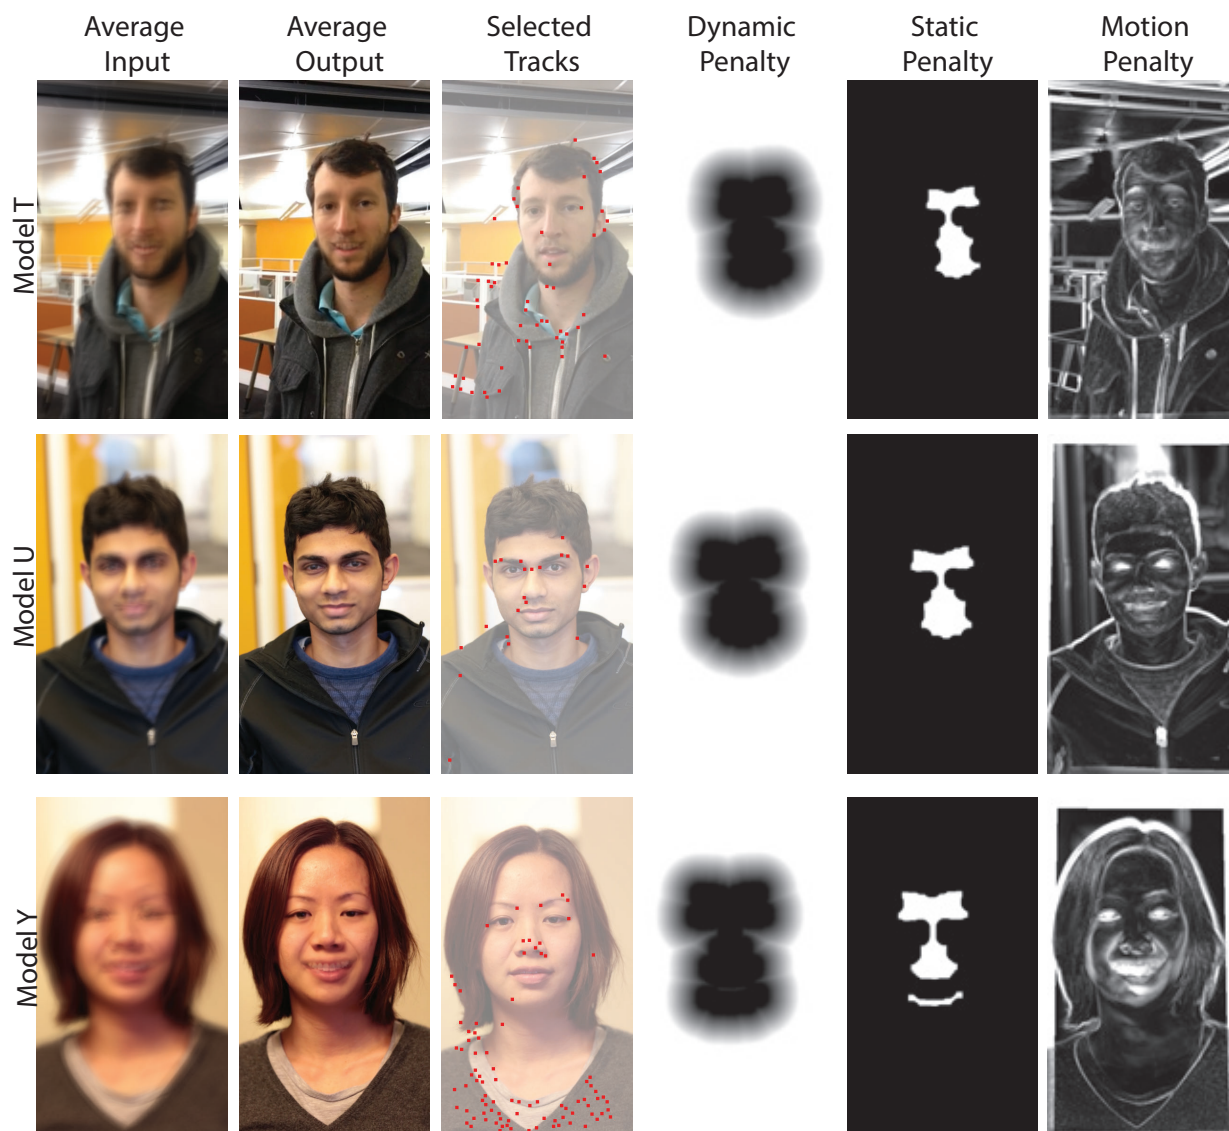 Average Input
Average Output
Selected Tracks
Dynamic Penalty
Static Penalty
Motion Penalty
Model T
Model U
Model Y